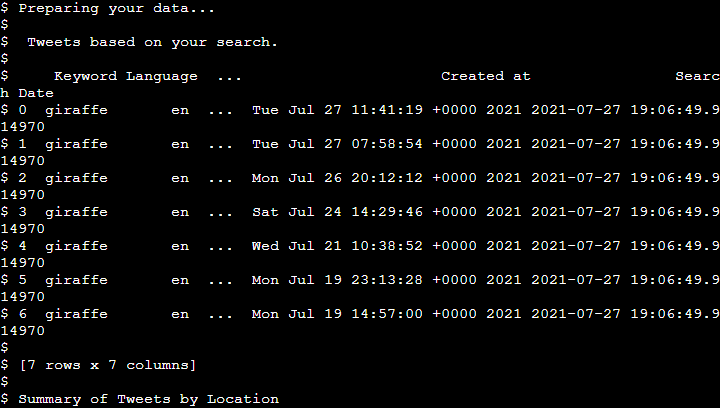 $ Preparing your data...
$
$  Tweets based on your search.
$
$     Keyword Language  ...                      Created at                Searc
h Date
$ 0  giraffe       en  ...  Tue Jul 27 11:41:19 +0000 2021 2021-07-27 19:06:49.9
14970
$ 1  giraffe       en  ...  Tue Jul 27 07:58:54 +0000 2021 2021-07-27 19:06:49.9
14970
$ 2  giraffe       en  ...  Mon Jul 26 20:12:12 +0000 2021 2021-07-27 19:06:49.9
14970
$ 3  giraffe       en  ...  Sat Jul 24 14:29:46 +0000 2021 2021-07-27 19:06:49.9
14970
$ 4  giraffe       en  ...  Wed Jul 21 10:38:52 +0000 2021 2021-07-27 19:06:49.9
14970
$ 5  giraffe       en  ...  Mon Jul 19 23:13:28 +0000 2021 2021-07-27 19:06:49.9
14970
$ 6  giraffe       en  ...  Mon Jul 19 14:57:00 +0000 2021 2021-07-27 19:06:49.9
14970
$
$ [7 rows x 7 columns]
$
$ Summary of Tweets by Location